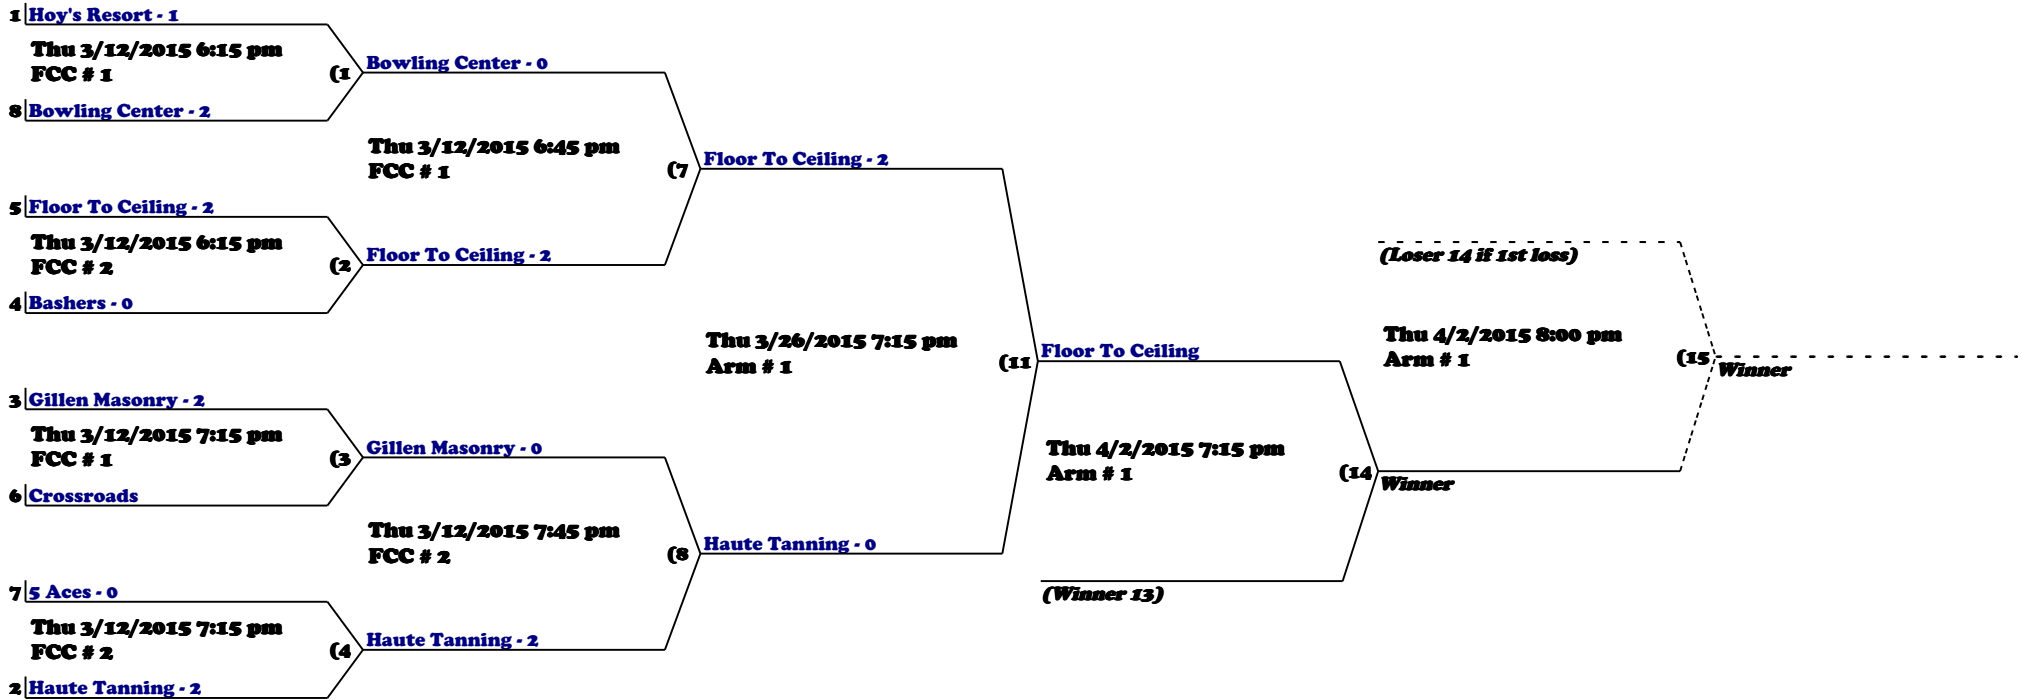 1 Hoy's Resort - 1
Thu 3/12/2015 6:15 pm
FCC # 1
(1
8 Bowling Center - 2
Bowling Center - 0
Thu 3/12/2015 6:45 pm
FCC # 1
(7
5 Floor To Ceiling - 2
Thu 3/12/2015 6:15 pm
FCC # 2
(2
4 Bashers - 0
Floor To Ceiling - 2
Floor To Ceiling - 2
Thu 3/26/2015 7:15 pm
Arm # 1
(11
3 Gillen Masonry - 2
Thu 3/12/2015 7:15 pm
FCC # 1
(3
6 Crossroads
Gillen Masonry - 0
Thu 3/12/2015 7:45 pm
FCC # 2
(8
7 5 Aces - 0
Thu 3/12/2015 7:15 pm
FCC # 2
(4
2 Haute Tanning - 2
Haute Tanning - 2
Haute Tanning - 0
Floor To Ceiling
Thu 4/2/2015 7:15 pm
Arm # 1
(14
(Winner 13)
(Loser 14 if 1st loss)
Thu 4/2/2015 8:00 pm
Arm # 1
(15
Winner
Winner